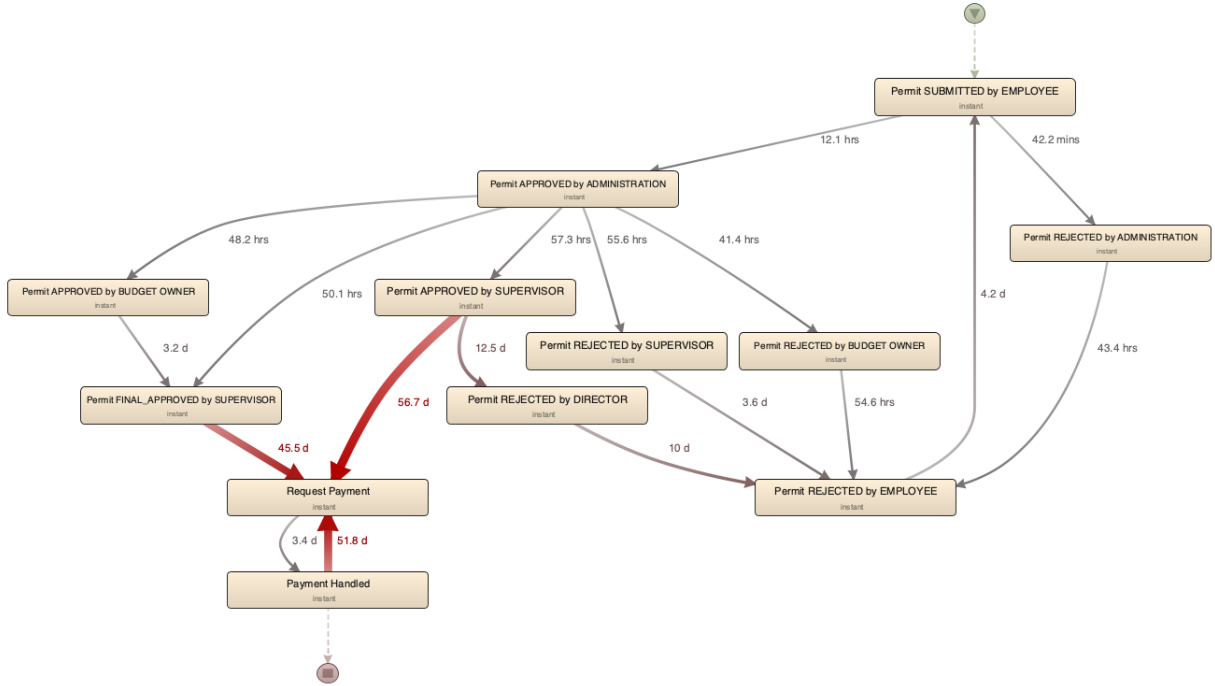 Permit SUBMITTED by EMPLOYEE
instant
12.1 hrs
42.2 mins
Permit APPROVED by ADMINISTRATION
instant
Permit REJECTED by ADMINISTRATION
instant
48.2 hrs
57.3 hrs
55.6 hrs
41.4 hrs
Permit APPROVED by BUDGET OWNER
instant
50.1 hrs
Permit APPROVED by SUPERVISOR
instant
4.2 d
3.2 d
12.5 d
Permit REJECTED by SUPERVISOR
instant
Permit REJECTED by BUDGET OWNER
instant
43.4 hrs
Permit FINAL_APPROVED by SUPERVISOR
instant
56.7 d
Permit REJECTED by DIRECTOR
instant
3.6 d
54.6 hrs
45.5 d
10 d
Request Payment
instant
Permit REJECTED by EMPLOYEE
instant
3.4 d
51.8 d
Payment Handled
instant